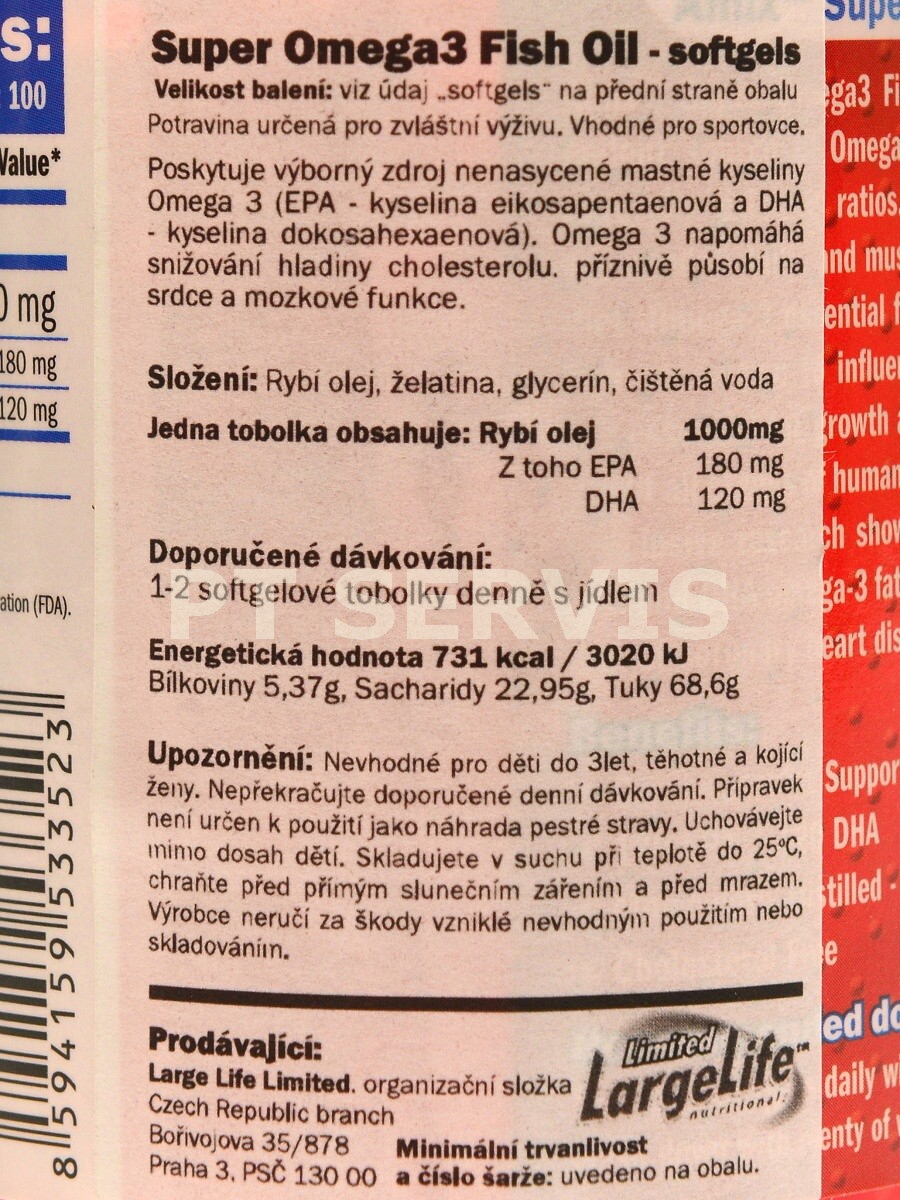 s:
100
Value*
0 mg
180 mg
120 mg
ation (FDA).
8594159533523
Super Omega3 Fish Oil - softgels
Velikost balení: viz údaj „softgels“ na přední straně obalu
Potravina určená pro zvláštní výživu. Vhodné pro sportovce.
Poskytuje výborný zdroj nenasycené mastné kyseliny
Omega 3 (EPA - kyselina eikosapentaenová a DHA
- kyselina dokosahexaenová). Omega 3 napomáhá
snižování hladiny cholesterolu. příznivě působí na
srdce a mozkové funkce.
Složení: Rybí olej, želatina, glycerín, čištěná voda
Jedna tobolka obsahuje: Rybí olej 1000mg
Z toho EPA 180 mg
DHA 120 mg
Doporučené dávkování:
1-2 softgelové tobolky denně s jídlem
PT SERVIS
Energetická hodnota 731 kcal / 3020 kJ
Bílkoviny 5,37g, Sacharidy 22,95g, Tuky 68,6g
Upozornění: Nevhodné pro děti do 3let, těhotné a kojící
ženy. Nepřekračujte doporučené denní dávkování. Přípravek
není určen k použití jako náhrada pestré stravy. Uchovávejte
mimo dosah dětí. Skladujete v suchu při teplotě do 25ºC,
chraňte před přímým slunečním zářením a před mrazem.
Výrobce neručí za škody vzniklé nevhodným použitím nebo
skladováním.
Prodávající:
Large Life Limited. organizační složka
Czech Republic branch
Bořivojova 35/878
Praha 3, PSČ 130 00
Limited
LargeLife™
nutritional
Minimální trvanlivost
a číslo šarže: uvedeno na obalu.
Supe
ga3 Fi
Omega
ratios.
nd mus
ential f
influe
growth a
human
ch show
ga-3 fat
eart dis
Suppor
DHA
stilled -
ee
ed do
daily w
enty of